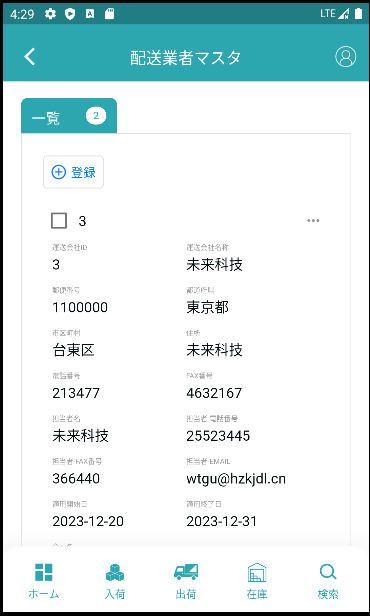 4:29 LTE
配送業者マスタ
一覧 2
登録
3
運送会社ID 運送会社名称
3 未来科技
郵便番号 都道府県
1100000 東京都
市区町村 住所
台東区 未来科技
電話番号 FAX番号
213477 4632167
担当者名 担当者-電話番号
未来科技 25523445
担当者-FAX番号 担当者-EMAIL
366440 wtgu@hzkjdl.cn
適用開始日 適用終了日
2023-12-20 2023-12-31
ホーム 入荷 出荷 在庫 検索